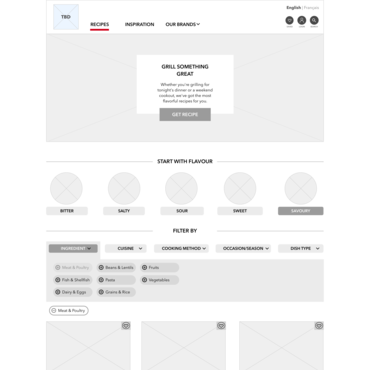 English | Français
TBD
RECIPES
INSPIRATION
OUR BRANDS
GRILL SOMETHING
GREAT
Whether you're grilling for
tonight's dinner or a weekend
cookout, we've got the most
flavorful recipes for you.
GET RECIPE
START WITH FLAVOUR
BITTER
SALTY
SOUR
SWEET
SAVOURY
FILTER BY
INGREDIENT
CUISINE
COOKING METHOD
OCCASION/SEASON
DISH TYPE
Meat & Poultry
Beans & Lentils
Fruits
Fish & Shellfish
Pasta
Vegetables
Dairy & Eggs
Grains & Rice
Meat & Poultry